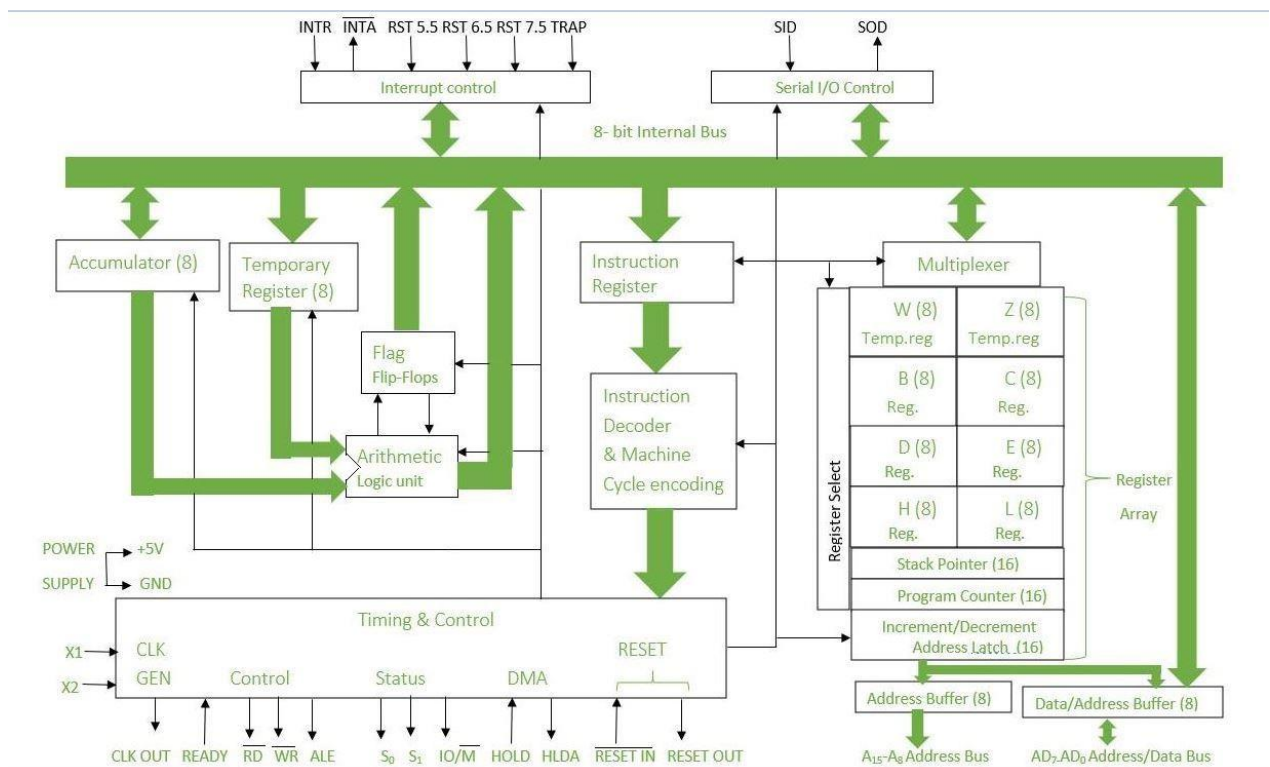 INTR INTA RST 5.5 RST 6.5 RST 7.5 TRAP
SID SOD
Interrupt control
Serial I/O Control
8- bit Internal Bus
Accumulator (8)
Temporary
Register (8)
Instruction
Register
Multiplexer
Flag
Flip-Flops
Arithmetic
Logic unit
Instruction
Decoder
& Machine
Cycle encoding
Register Select
W (8)
Temp.reg
Z (8)
Temp.reg
B (8)
Reg.
C (8)
Reg.
D (8)
Reg.
E (8)
Reg.
H (8)
Reg.
L (8)
Reg.
Stack Pointer (16)
Program Counter (16)
Increment/Decrement
Address Latch (16)
Register
Array
POWER +5V
SUPPLY GND
Timing & Control
X1 CLK
X2 GEN
Control
Status
DMA
RESET
Address Buffer (8)
Data/Address Buffer (8)
CLK OUT READY RD WR ALE S0 S1 IO/M HOLD HLDA RESET IN RESET OUT
A15-A8 Address Bus
AD7-AD0 Address/Data Bus